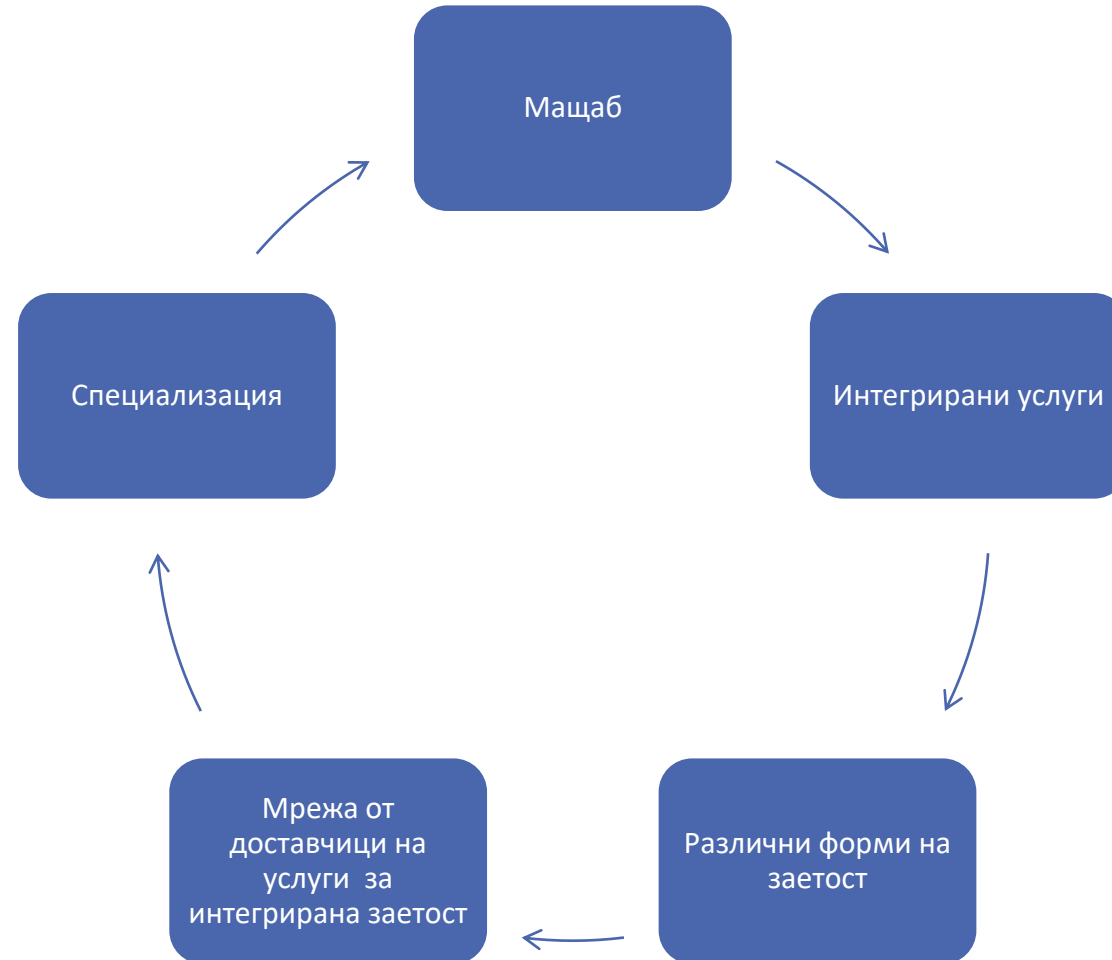 Мащаб
Специализация
Интегрирани услуги
Мрежа от
доставчици на
услуги  за
интегрирана заетост
Различни форми на
заетост